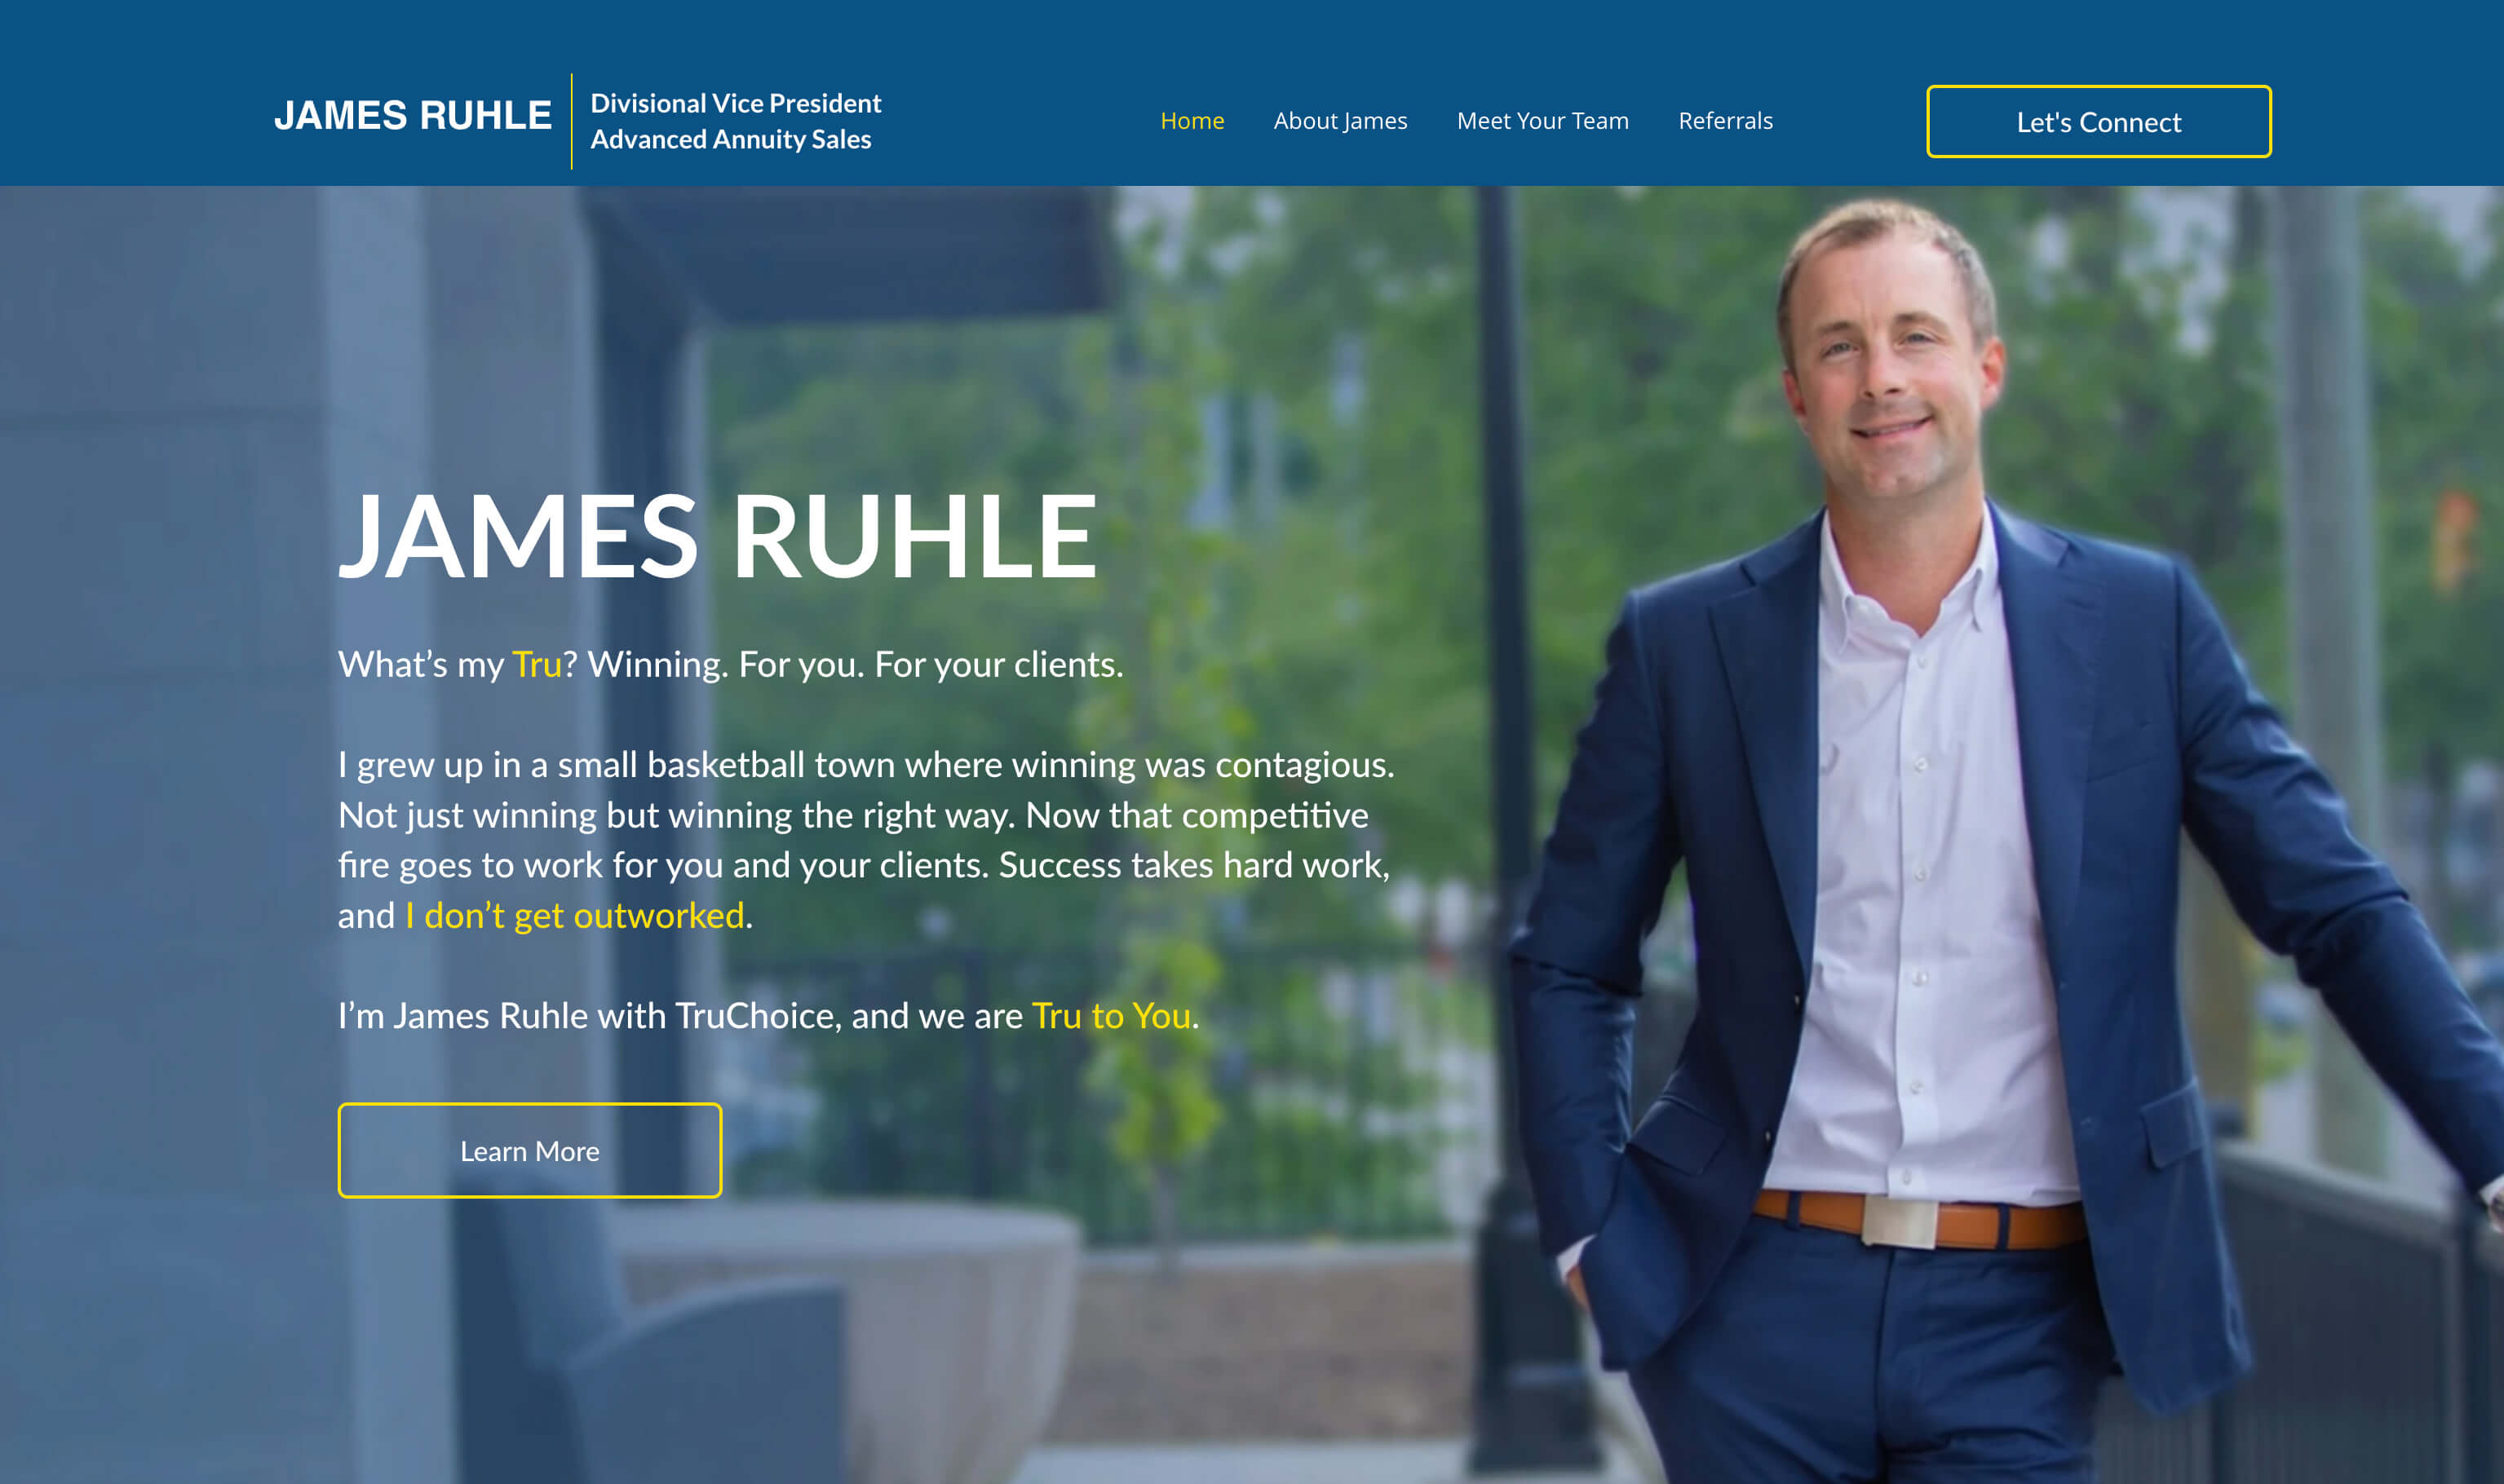 JAMES RUHLE
Divisional Vice President
Advanced Annuity Sales
Home
About James
Meet Your Team
Referrals
Let's Connect
JAMES RUHLE
What’s my Tru? Winning. For you. For your clients.
I grew up in a small basketball town where winning was contagious.
Not just winning but winning the right way. Now that competitive
fire goes to work for you and your clients. Success takes hard work,
and I don’t get outworked.
I’m James Ruhle with TruChoice, and we are Tru to You.
Learn More